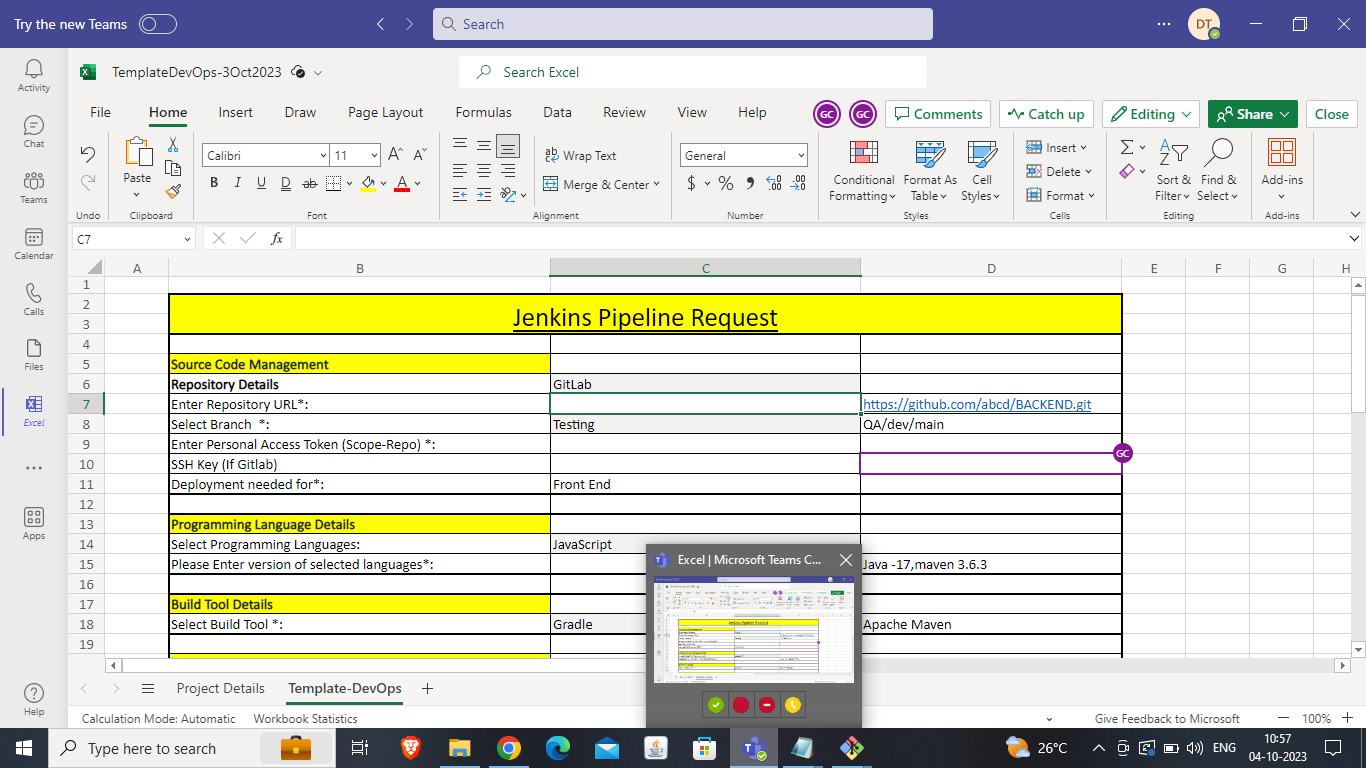 Try the new Teams
Search
DT
Activity
Chat
Teams
Calendar
Calls
Files
Excel
Apps
Help
TemplateDevOps-3Oct2023
Search Excel
File Home Insert Draw Page Layout Formulas Data Review View Help
GC GC Comments Catch up Editing Share Close
Paste
Calibri 11
B I U D ab A
ab Wrap Text
Merge & Center
General
$ % 9 .00
Conditional Formatting
Format As Table
Cell Styles
Insert
Delete
Format
Sort & Filter
Find & Select
Add-ins
Undo Clipboard Font Alignment Number Styles Cells Editing Add-ins
C7 fx
A B C D E F G H
1
2
Jenkins Pipeline Request
3
4
5 Source Code Management
6 Repository Details GitLab
7 Enter Repository URL*: https://github.com/abcd/BACKEND.git
8 Select Branch *: Testing QA/dev/main
9 Enter Personal Access Token (Scope-Repo) *:
GC
10 SSH Key (If Gitlab)
11 Deployment needed for*: Front End
12
13 Programming Language Details
14 Select Programming Languages: JavaScript
15 Please Enter version of selected languages*: Java -17,maven 3.6.3
16
17 Build Tool Details
18 Select Build Tool *: Gradle Apache Maven
19
Excel | Microsoft Teams C...
Jenkins Pipeline Request
Project Details Template-DevOps
Calculation Mode: Automatic Workbook Statistics
Give Feedback to Microsoft 100%
Type here to search
26°C
ENG
10:57
04-10-2023